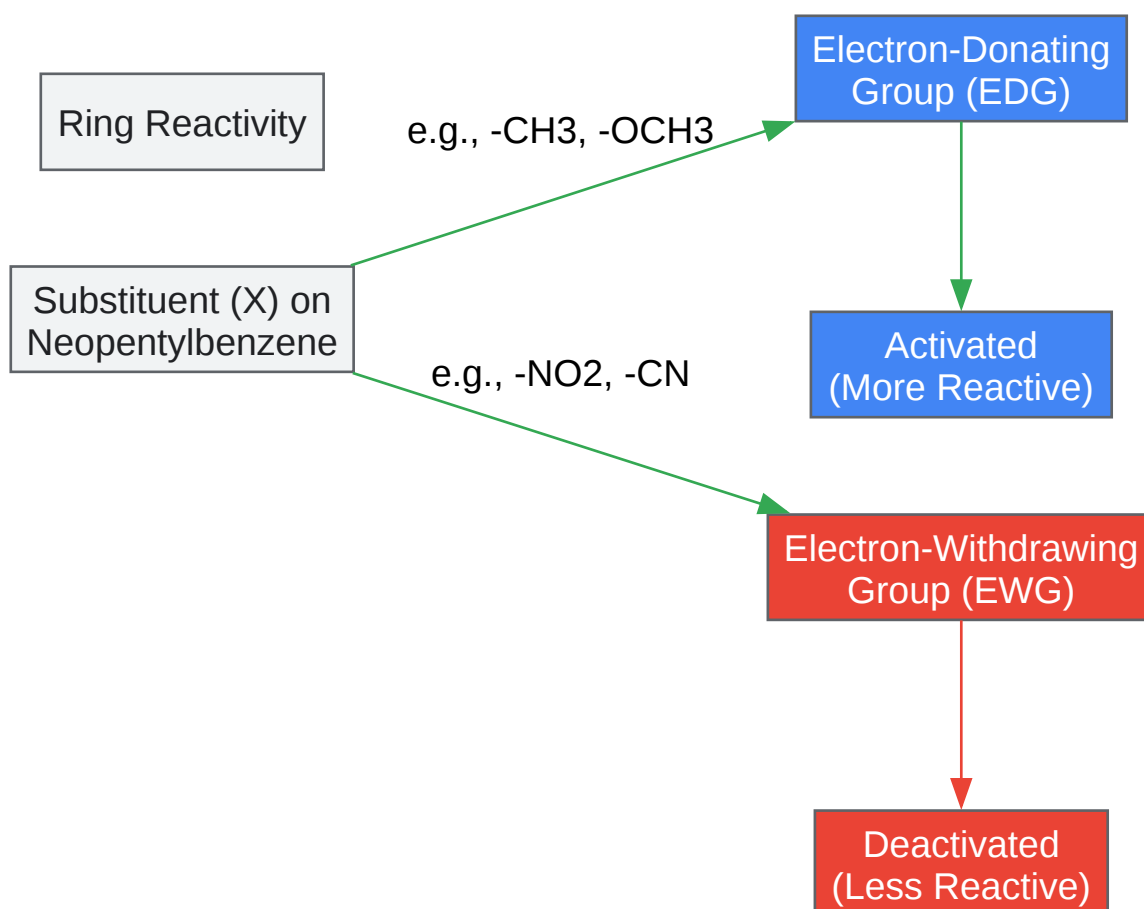 Electron-Donating
Group (EDG)
Ring Reactivity
e.g., -CH3, -OCH3
Substituent (X) on
Neopentylbenzene
Activated
(More Reactive)
e.g., -NO2, -CN
Electron-Withdrawing
Group (EWG)
Deactivated
(Less Reactive)